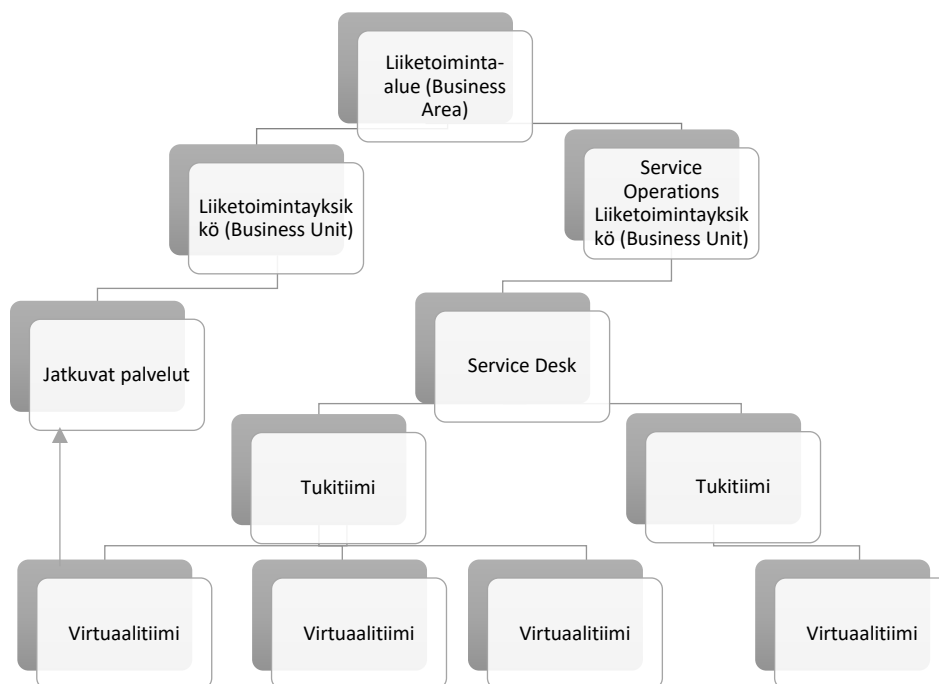 Liiketoiminta-
alue (Business
Area)
Liiketoimintayksik
kö (Business Unit)
Service
Operations
Liiketoimintayksik
kö (Business Unit)
Jatkuvat palvelut
Service Desk
Tukitiimi
Tukitiimi
Virtuaalitiimi
Virtuaalitiimi
Virtuaalitiimi
Virtuaalitiimi